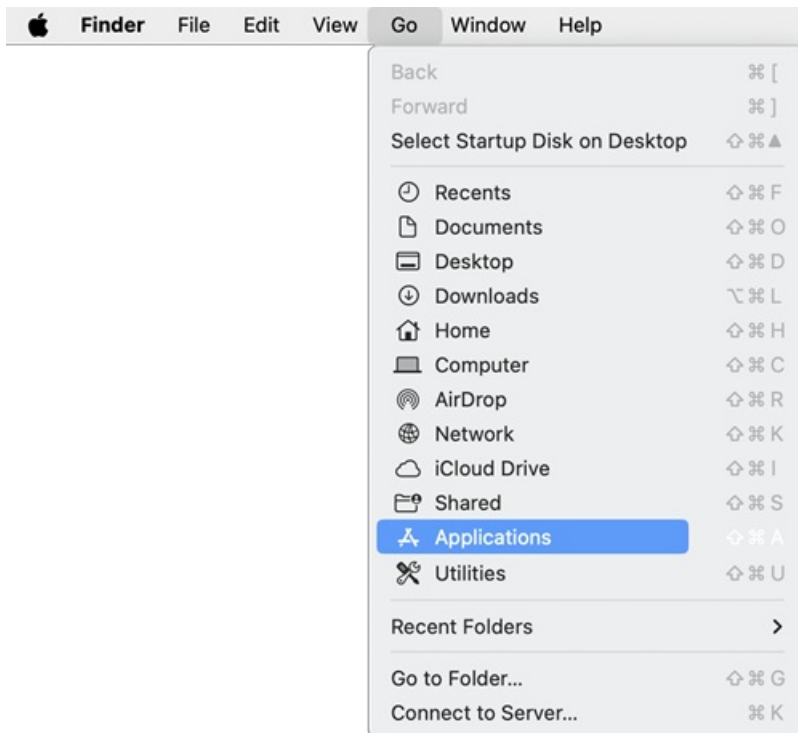 Finder File Edit View Go Window Help
Back ⌘ [
Forward ⌘ ]
Select Startup Disk on Desktop ⇧⌘▲
Recents ⇧⌘ F
Documents ⇧⌘ O
Desktop ⇧⌘ D
Downloads ⌥⌘ L
Home ⇧⌘ H
Computer ⇧⌘ C
AirDrop ⇧⌘ R
Network ⇧⌘ K
iCloud Drive ⇧⌘ I
Shared ⇧⌘ S
Applications ⇧⌘ A
Utilities ⇧⌘ U
Recent Folders
Go to Folder... ⇧⌘ G
Connect to Server... ⌘ K